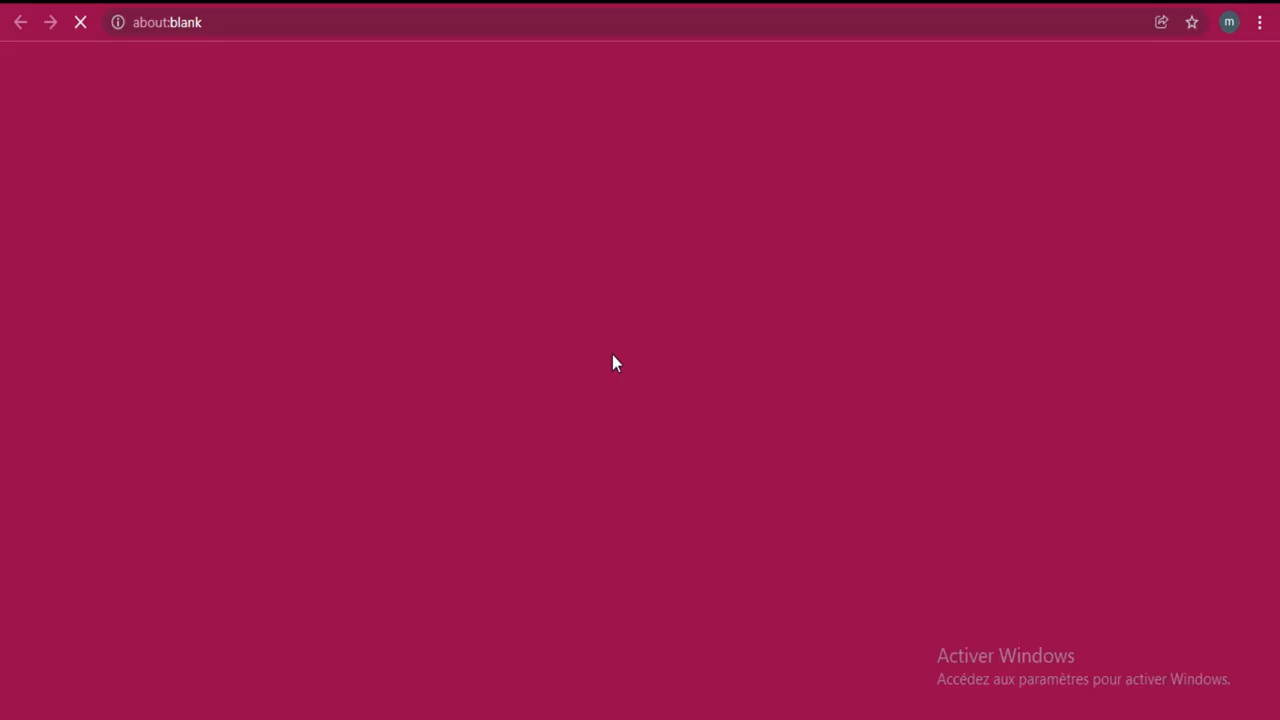 about:blank
m
Activer Windows
Accédez aux paramètres pour activer Windows.